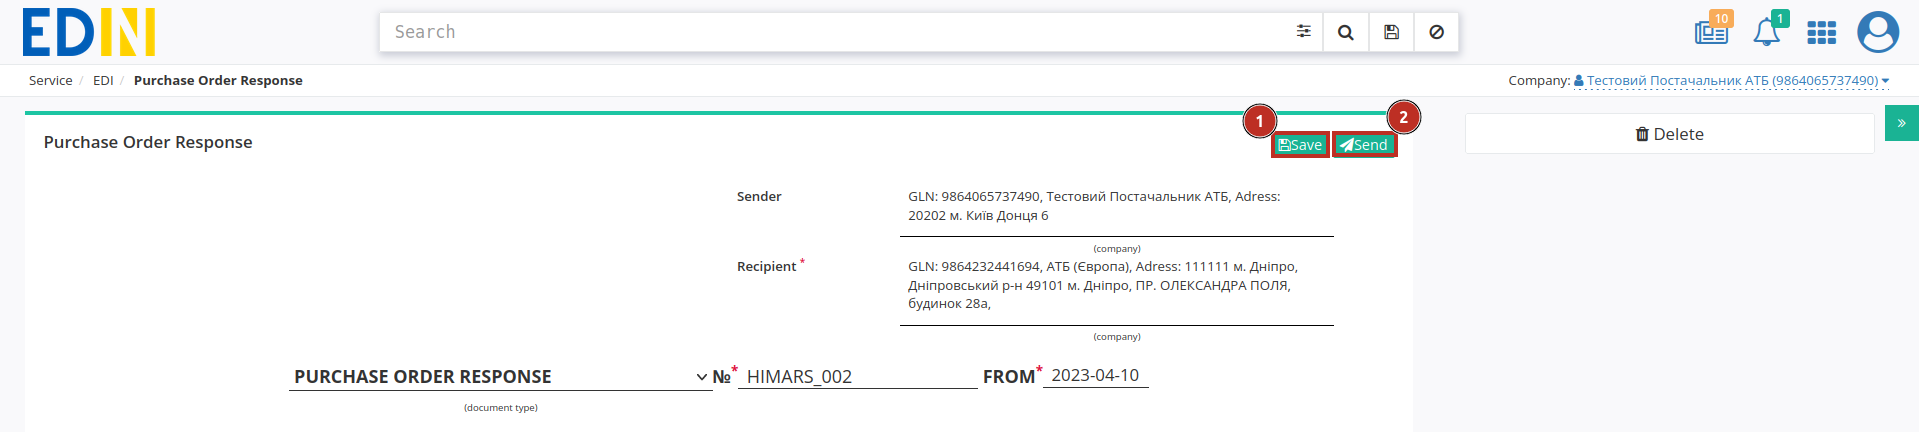 EDIN
Search
10
1
Service / EDI / Purchase Order Response
Company: Тестовий Постачальник АТБ (9864065737490)
1
2
Purchase Order Response
Save
Send
Delete
»
Sender
GLN: 9864065737490, Тестовий Постачальник АТБ, Adress:
20202 м. Київ Донця 6
(company)
Recipient *
GLN: 9864232441694, АТБ (Європа), Adress: 111111 м. Дніпро,
Дніпровський р-н 49101 м. Дніпро, ПР. ОЛЕКСАНДРА ПОЛЯ,
будинок 28а,
(company)
PURCHASE ORDER RESPONSE №* HIMARS_002 FROM* 2023-04-10
(document type)